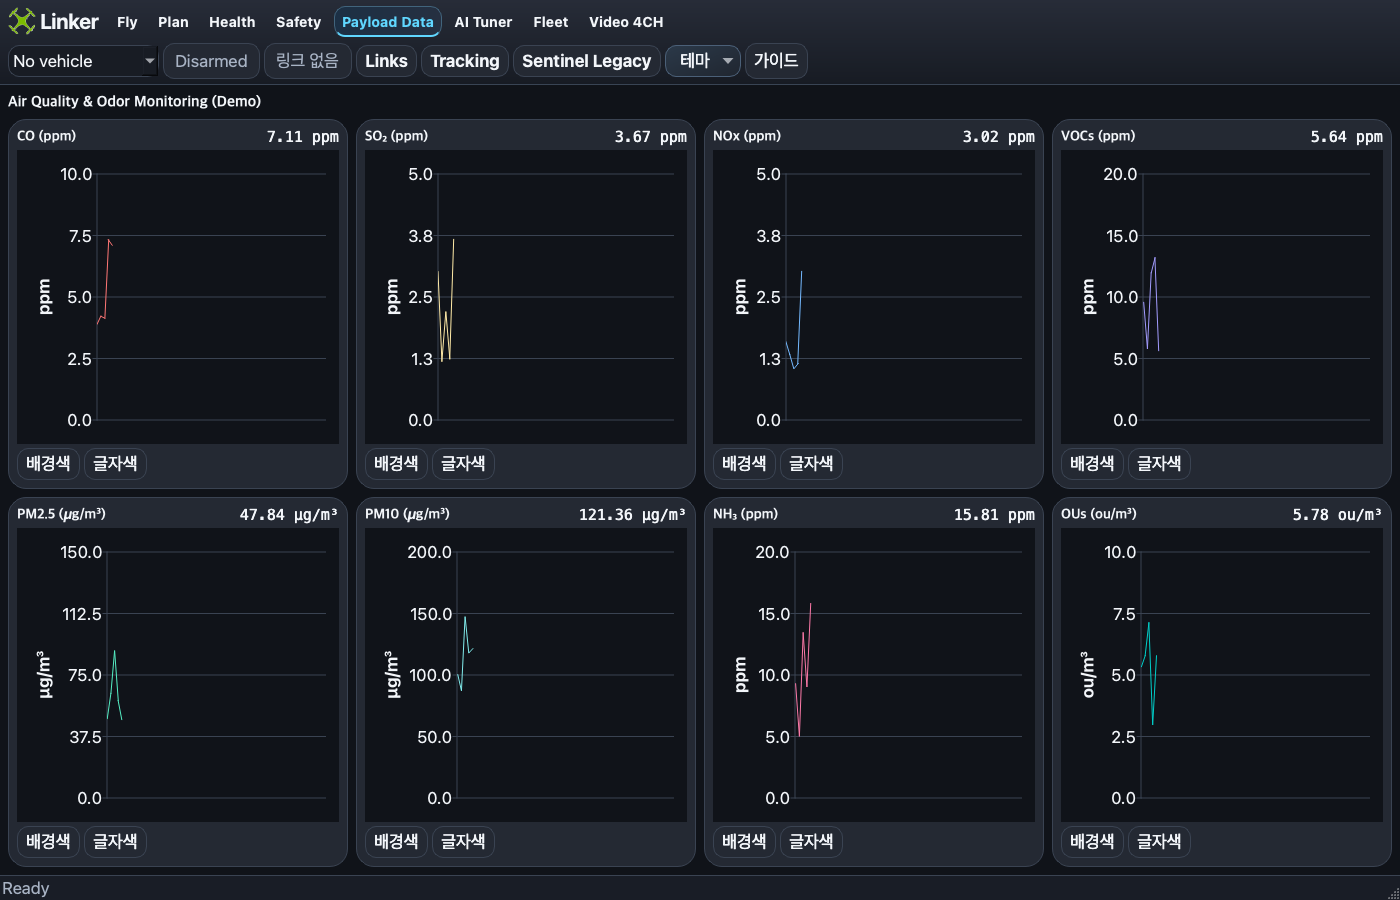 Linker Fly Plan Health Safety Payload Data AI Tuner Fleet Video 4CH
No vehicle Disarmed 링크 없음 Links Tracking Sentinel Legacy 테마 가이드
Air Quality & Odor Monitoring (Demo)
CO (ppm) 7.11 ppm
10.0
7.5
5.0
2.5
0.0
ppm
배경색 글자색
SO₂ (ppm) 3.67 ppm
5.0
3.8
2.5
1.3
0.0
ppm
배경색 글자색
NOx (ppm) 3.02 ppm
5.0
3.8
2.5
1.3
0.0
ppm
배경색 글자색
VOCs (ppm) 5.64 ppm
20.0
15.0
10.0
5.0
0.0
ppm
배경색 글자색
PM2.5 (µg/m³) 47.84 µg/m³
150.0
112.5
75.0
37.5
0.0
µg/m³
배경색 글자색
PM10 (µg/m³) 121.36 µg/m³
200.0
150.0
100.0
50.0
0.0
µg/m³
배경색 글자색
NH₃ (ppm) 15.81 ppm
20.0
15.0
10.0
5.0
0.0
ppm
배경색 글자색
OUs (ou/m³) 5.78 ou/m³
10.0
7.5
5.0
2.5
0.0
ou/m³
배경색 글자색
Ready